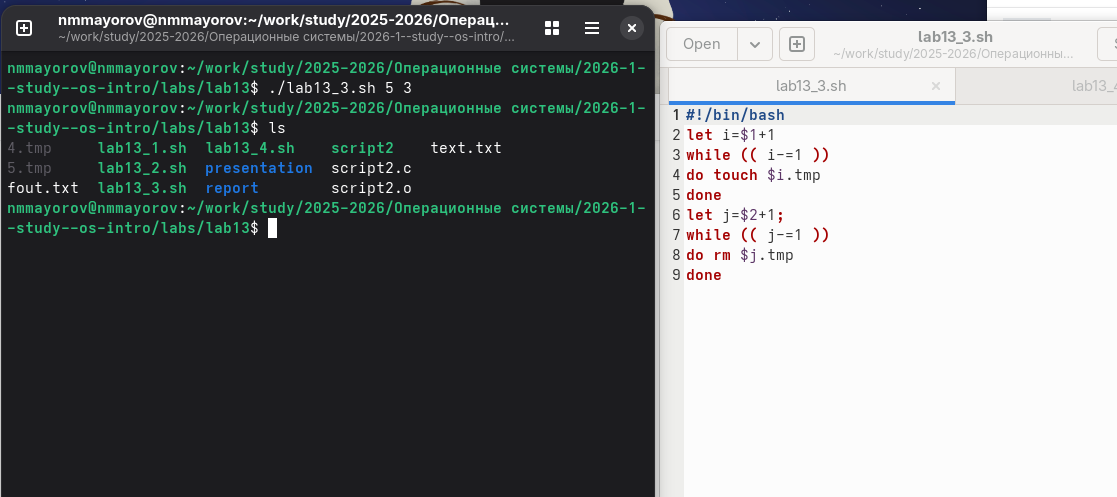 nmmayorov@nmmayorov:~/work/study/2025-2026/Операц...
~/work/study/2025-2026/Операционные системы/2026-1--study--os-intro/...
nmmayorov@nmmayorov:~/work/study/2025-2026/Операционные системы/2026-1-
-study--os-intro/labs/lab13$ ./lab13_3.sh 5 3
nmmayorov@nmmayorov:~/work/study/2025-2026/Операционные системы/2026-1-
-study--os-intro/labs/lab13$ ls
4.tmp lab13_1.sh lab13_4.sh script2 text.txt
5.tmp lab13_2.sh presentation script2.c
fout.txt lab13_3.sh report script2.o
nmmayorov@nmmayorov:~/work/study/2025-2026/Операционные системы/2026-1-
-study--os-intro/labs/lab13$
Open
lab13_3.sh
~/work/study/2025-2026/Операционны...
lab13_3.sh
lab13_4
1 #!/bin/bash
2 let i=$1+1
3 while (( i-=1 ))
4 do touch $i.tmp
5 done
6 let j=$2+1;
7 while (( j-=1 ))
8 do rm $j.tmp
9 done